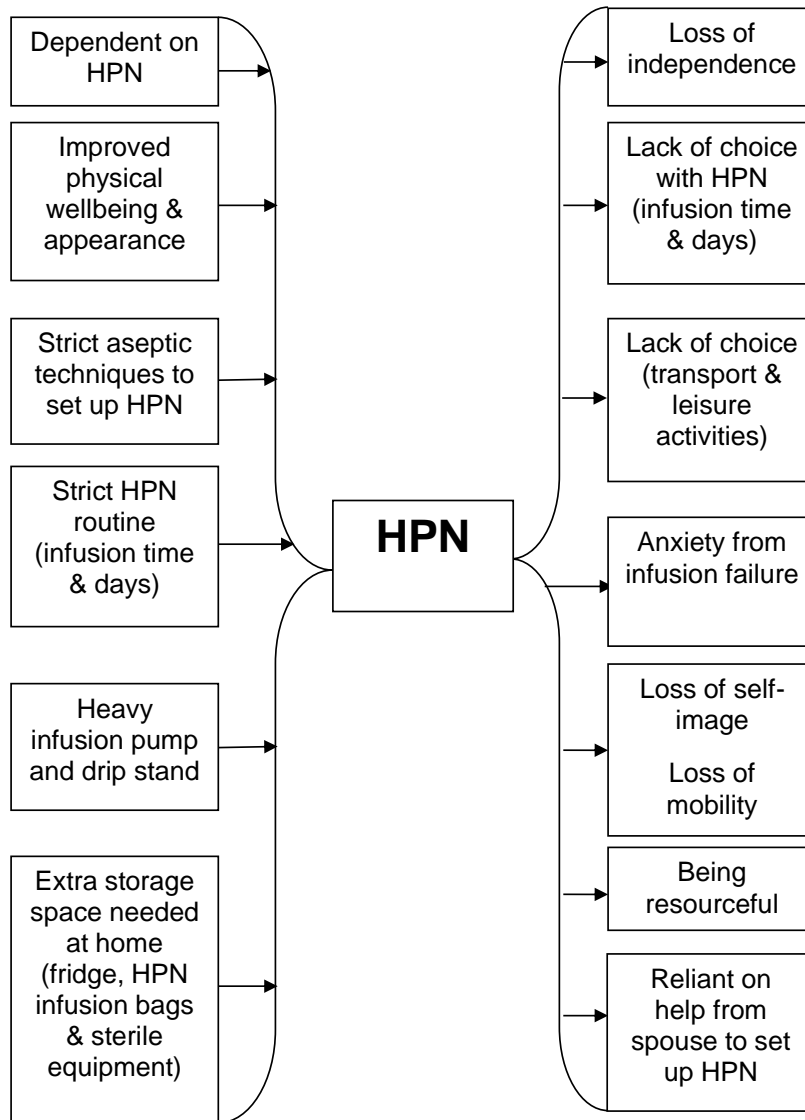 Dependent on
HPN
Improved
physical
wellbeing &
appearance
Strict aseptic
techniques to
set up HPN
Strict HPN
routine
(infusion time
& days)
Heavy
infusion pump
and drip stand
Extra storage
space needed
at home
(fridge, HPN
infusion bags
& sterile
equipment)
HPN
Loss of
independence
Lack of choice
with HPN
(infusion time
& days)
Lack of choice
(transport &
leisure
activities)
Anxiety from
infusion failure
Loss of self-
image
Loss of
mobility
Being
resourceful
Reliant on
help from
spouse to set
up HPN